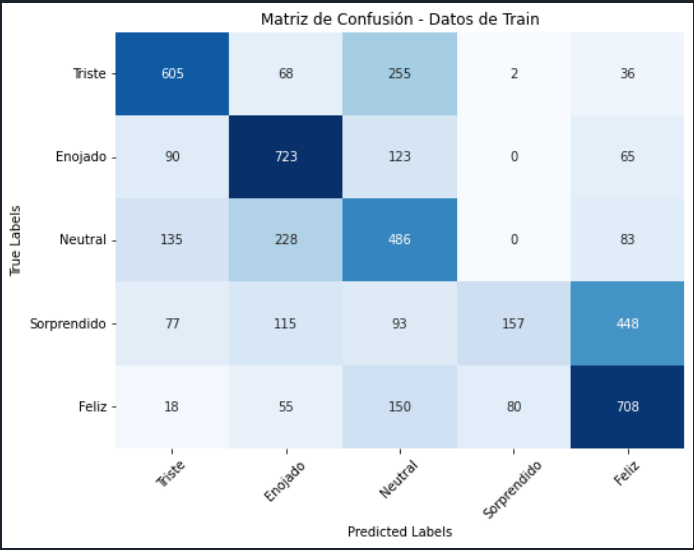 Matriz de Confusión - Datos de Train
True Labels
Triste 605 68 255 2 36
Enojado 90 723 123 0 65
Neutral 135 228 486 0 83
Sorprendido 77 115 93 157 448
Feliz 18 55 150 80 708
Triste Enojado Neutral Sorprendido Feliz
Predicted Labels